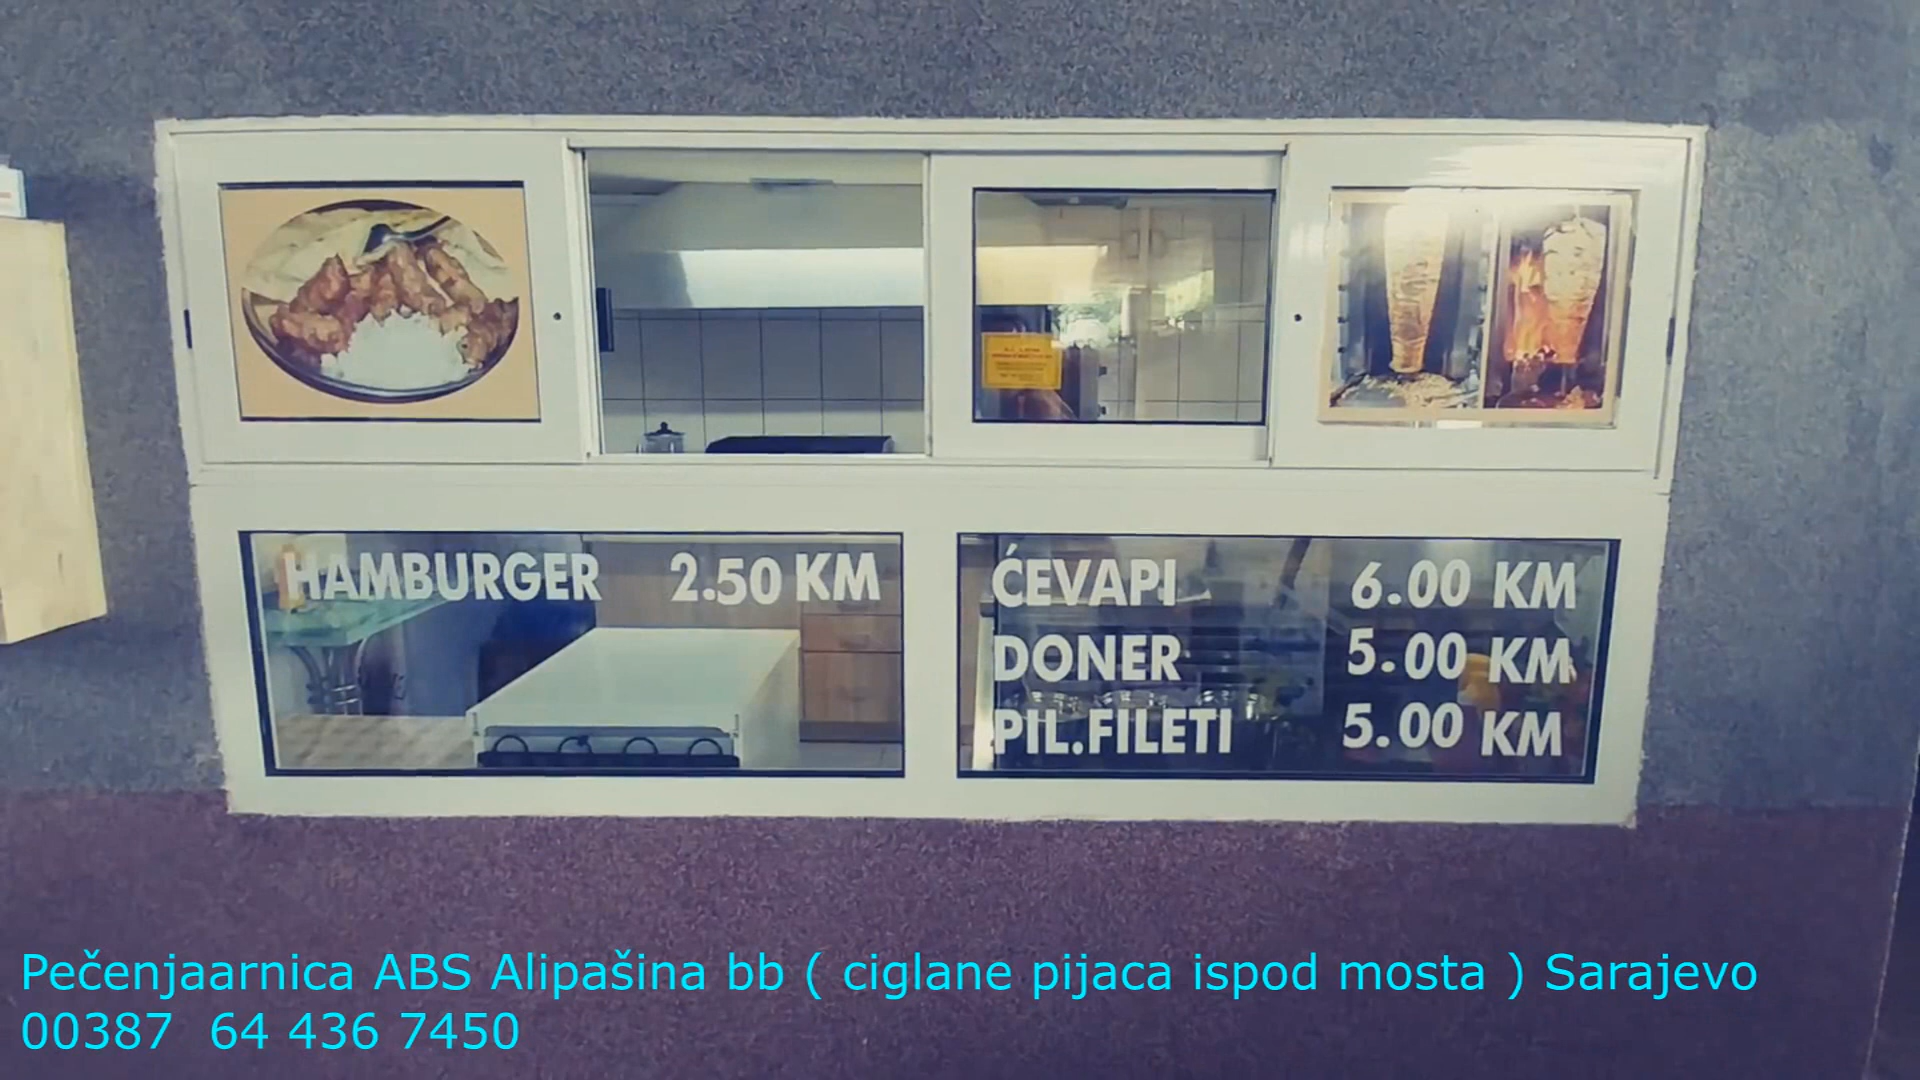 HAMBURGER 2.50 KM
ĆEVAPI 6.00 KM
DONER 5.00 KM
PIL.FILETI 5.00 KM
Pečenjaarnica ABS Alipašina bb ( ciglane pijaca ispod mosta ) Sarajevo
00387 64 436 7450